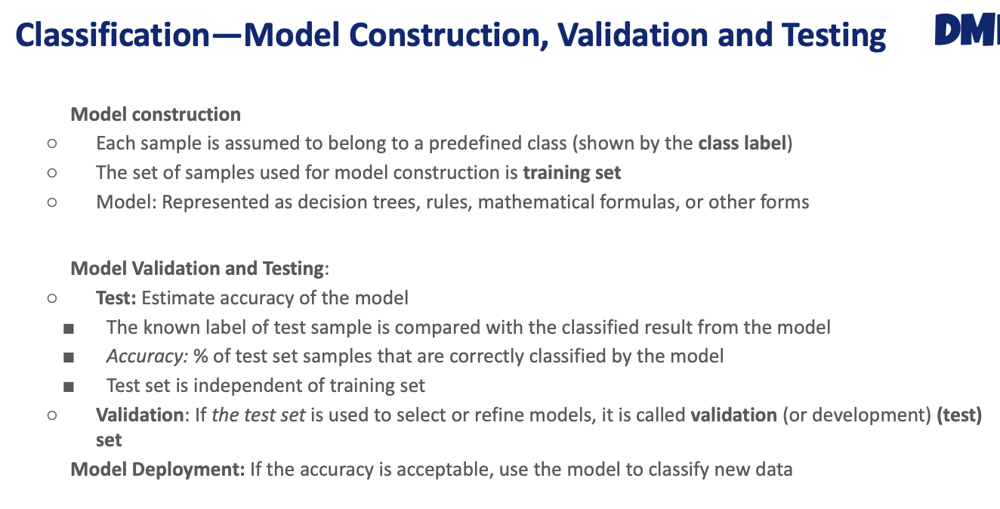 Classification—Model Construction, Validation and Testing
DM
Model construction
○ Each sample is assumed to belong to a predefined class (shown by the class label)
○ The set of samples used for model construction is training set
○ Model: Represented as decision trees, rules, mathematical formulas, or other forms
Model Validation and Testing:
○ Test: Estimate accuracy of the model
■ The known label of test sample is compared with the classified result from the model
■ Accuracy: % of test set samples that are correctly classified by the model
■ Test set is independent of training set
○ Validation: If the test set is used to select or refine models, it is called validation (or development) (test)
set
Model Deployment: If the accuracy is acceptable, use the model to classify new data